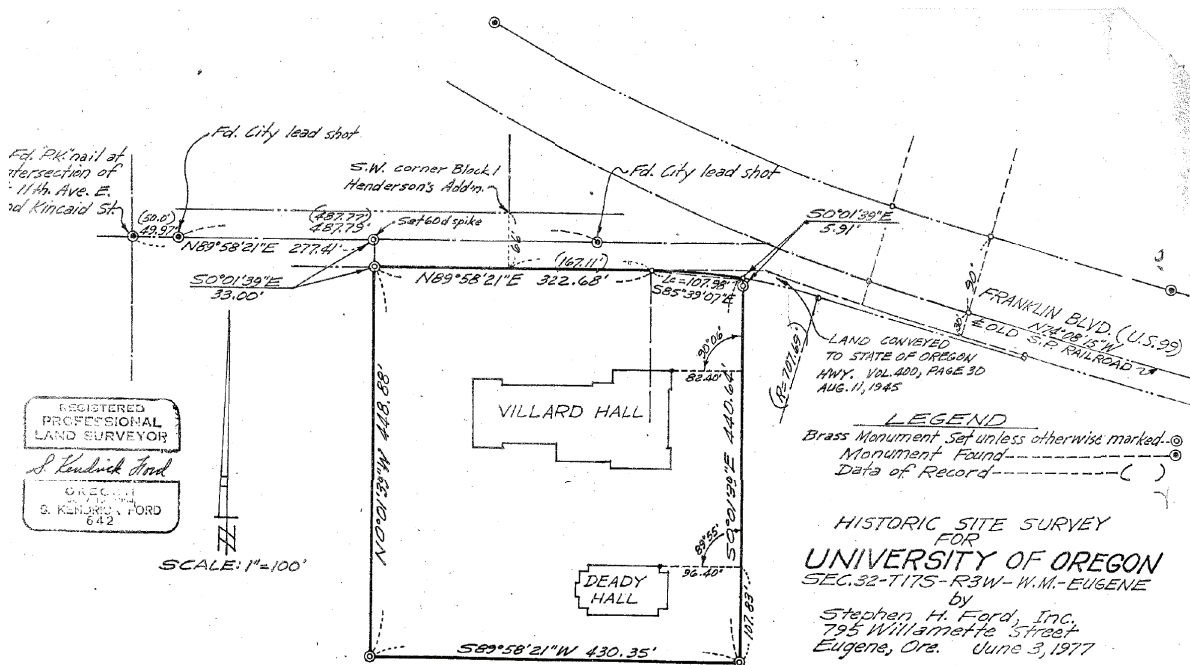 Fd. "P.K." nail at
intersection of
11th. Ave. E.
and Kincaid St.
Fd. City lead shot
(50.0')
49.97'
N89°58'21"E 277.41'
(487.77')
487.79'
Set 60d spike
S.W. corner Block 1
Henderson's Add'n.
66'
Fd. City lead shot
S0°01'39"E
5.91'
S0°01'39"E
33.00'
N89°58'21"E 322.68'
(167.11')
Lc=107.98'
S85°39'07"E
(R=707.69')
LAND CONVEYED
TO STATE OF OREGON
HWY. VOL. 400, PAGE 30
AUG. 11, 1945
90'
30'
FRANKLIN BLVD. (U.S. 99)
N74°08'15"W
℄ OLD S.P. RAILROAD
N0°01'39"W 448.88'
VILLARD HALL
90°06'
82.40'
S0°01'39"E 440.64'
89°55'
96.40'
DEADY
HALL
107.83'
S89°58'21"W 430.35'
REGISTERED
PROFESSIONAL
LAND SURVEYOR
S. Kendrick Ford
OREGON
S. KENDRICK FORD
642
SCALE: 1"=100'
LEGEND
Brass Monument Set unless otherwise marked
Monument Found
Data of Record ( )
HISTORIC SITE SURVEY
FOR
UNIVERSITY OF OREGON
SEC. 32-T17S-R3W-W.M.-EUGENE
by
Stephen H. Ford, Inc.
795 Willamette Street
Eugene, Ore. June 3, 1977